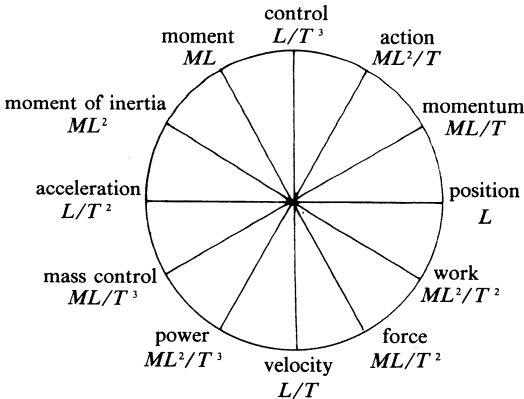 control
L/T³
moment
ML
action
ML²/T
moment of inertia
ML²
momentum
ML/T
acceleration
L/T²
position
L
mass control
ML/T³
work
ML²/T²
power
ML²/T³
force
ML/T²
velocity
L/T